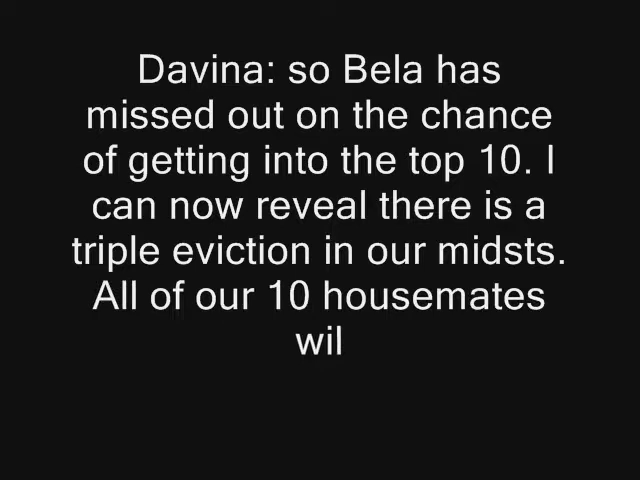 Davina: so Bela has
missed out on the chance
of getting into the top 10. I
can now reveal there is a
triple eviction in our midsts.
All of our 10 housemates
wil